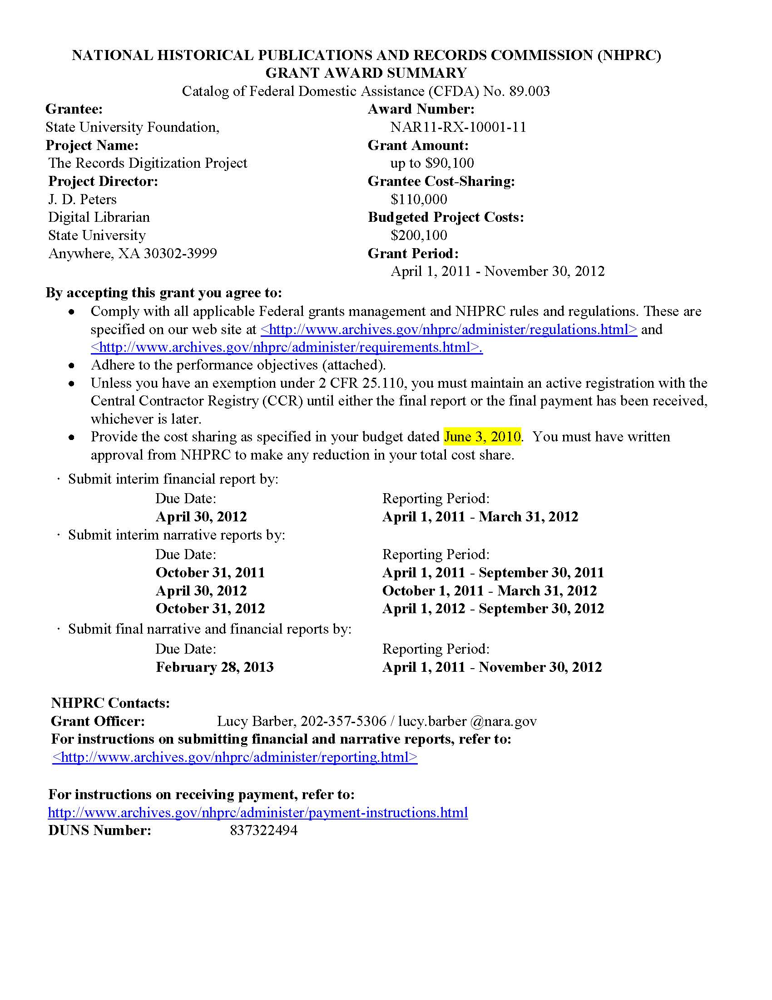 NATIONAL HISTORICAL PUBLICATIONS AND RECORDS COMMISSION (NHPRC)
GRANT AWARD SUMMARY
Catalog of Federal Domestic Assistance (CFDA) No. 89.003
Grantee: Award Number:
State University Foundation, NAR11-RX-10001-11
Project Name: Grant Amount:
The Records Digitization Project up to $90,100
Project Director: Grantee Cost-Sharing:
J. D. Peters $110,000
Digital Librarian Budgeted Project Costs:
State University $200,100
Anywhere, XA 30302-3999 Grant Period:
April 1, 2011 - November 30, 2012
By accepting this grant you agree to:
• Comply with all applicable Federal grants management and NHPRC rules and regulations. These are
specified on our web site at <http://www.archives.gov/nhprc/administer/regulations.html> and
<http://www.archives.gov/nhprc/administer/requirements.html>.
• Adhere to the performance objectives (attached).
• Unless you have an exemption under 2 CFR 25.110, you must maintain an active registration with the
Central Contractor Registry (CCR) until either the final report or the final payment has been received,
whichever is later.
• Provide the cost sharing as specified in your budget dated June 3, 2010. You must have written
approval from NHPRC to make any reduction in your total cost share.
· Submit interim financial report by:
Due Date: Reporting Period:
April 30, 2012 April 1, 2011 - March 31, 2012
· Submit interim narrative reports by:
Due Date: Reporting Period:
October 31, 2011 April 1, 2011 - September 30, 2011
April 30, 2012 October 1, 2011 - March 31, 2012
October 31, 2012 April 1, 2012 - September 30, 2012
· Submit final narrative and financial reports by:
Due Date: Reporting Period:
February 28, 2013 April 1, 2011 - November 30, 2012
NHPRC Contacts:
Grant Officer: Lucy Barber, 202-357-5306 / lucy.barber @nara.gov
For instructions on submitting financial and narrative reports, refer to:
<http://www.archives.gov/nhprc/administer/reporting.html>
For instructions on receiving payment, refer to:
http://www.archives.gov/nhprc/administer/payment-instructions.html
DUNS Number: 837322494